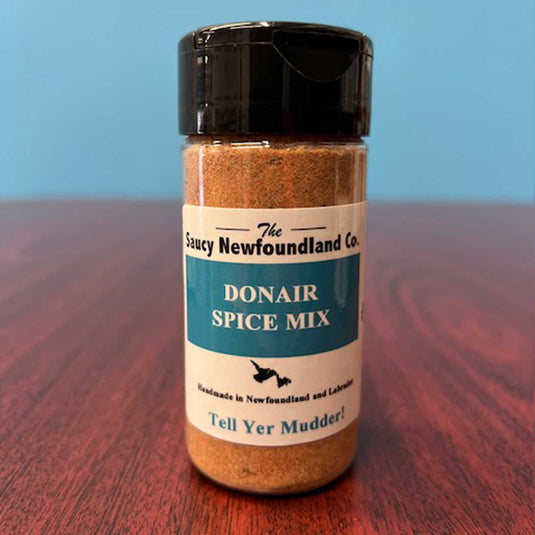 The
Saucy Newfoundland Co.
DONAIR
SPICE MIX
Handmade in Newfoundland and Labrador
Tell Yer Mudder!